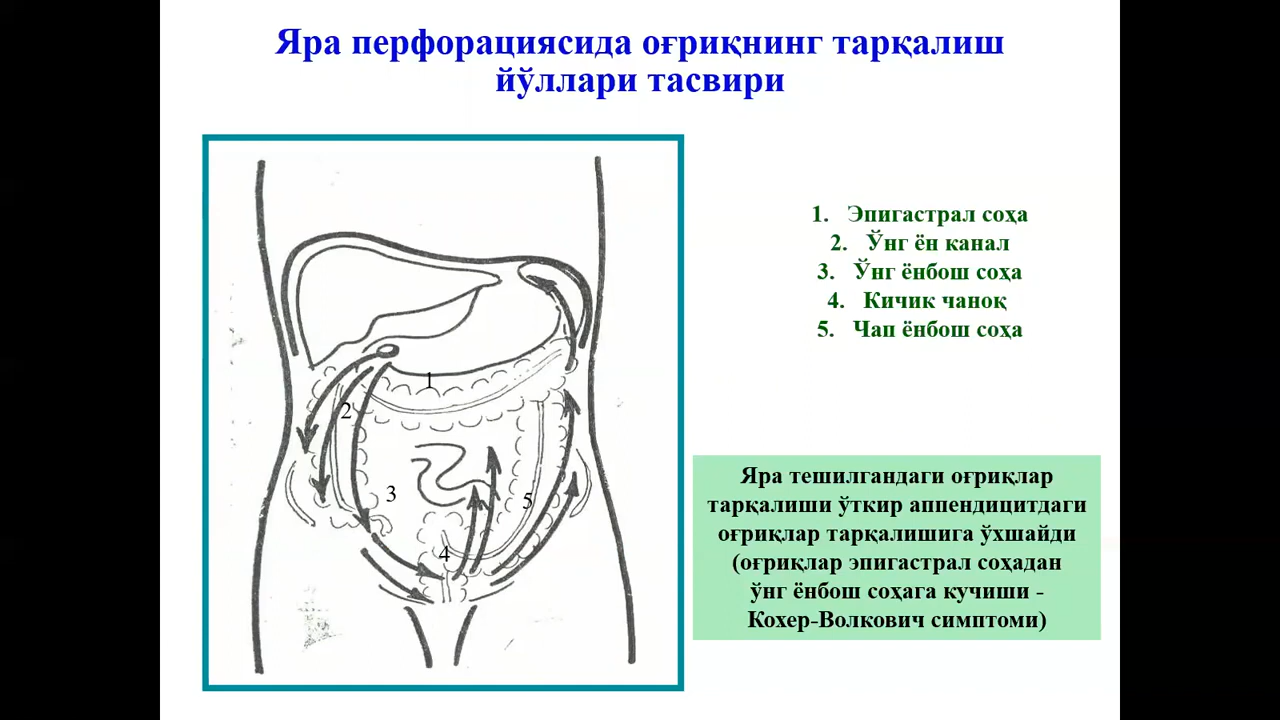 Яра перфорациясида оғриқнинг тарқалиш
йўллари тасвири
1. Эпигастрал соҳа
2. Ўнг ён канал
3. Ўнг ёнбош соҳа
4. Кичик чаноқ
5. Чап ёнбош соҳа
1
2
3
5
4
Яра тешилгандаги оғриқлар
тарқалиши ўткир аппендицитдаги
оғриқлар тарқалишига ўхшайди
(оғриқлар эпигастрал соҳадан
ўнг ёнбош соҳага кучиши -
Кохер-Волкович симптоми)